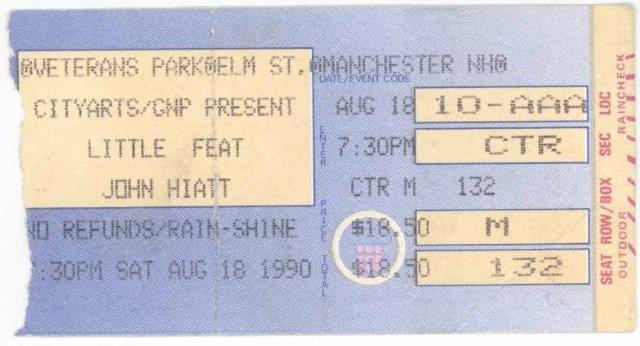 @VETERANS PARK@ELM ST.@MANCHESTER NH@
DATE/EVENT CODE
CITYARTS/GNP PRESENT AUG 18 10-AAA
LITTLE FEAT 7:30PM CTR
JOHN HIATT CTR M 132
NO REFUNDS/RAIN-SHINE $18.50 M
7:30PM SAT AUG 18 1990 $18.50 132
ENTER
PRICE TOTAL
SEAT ROW/BOX SEC LOC
OUTDOOR RAINCHECK